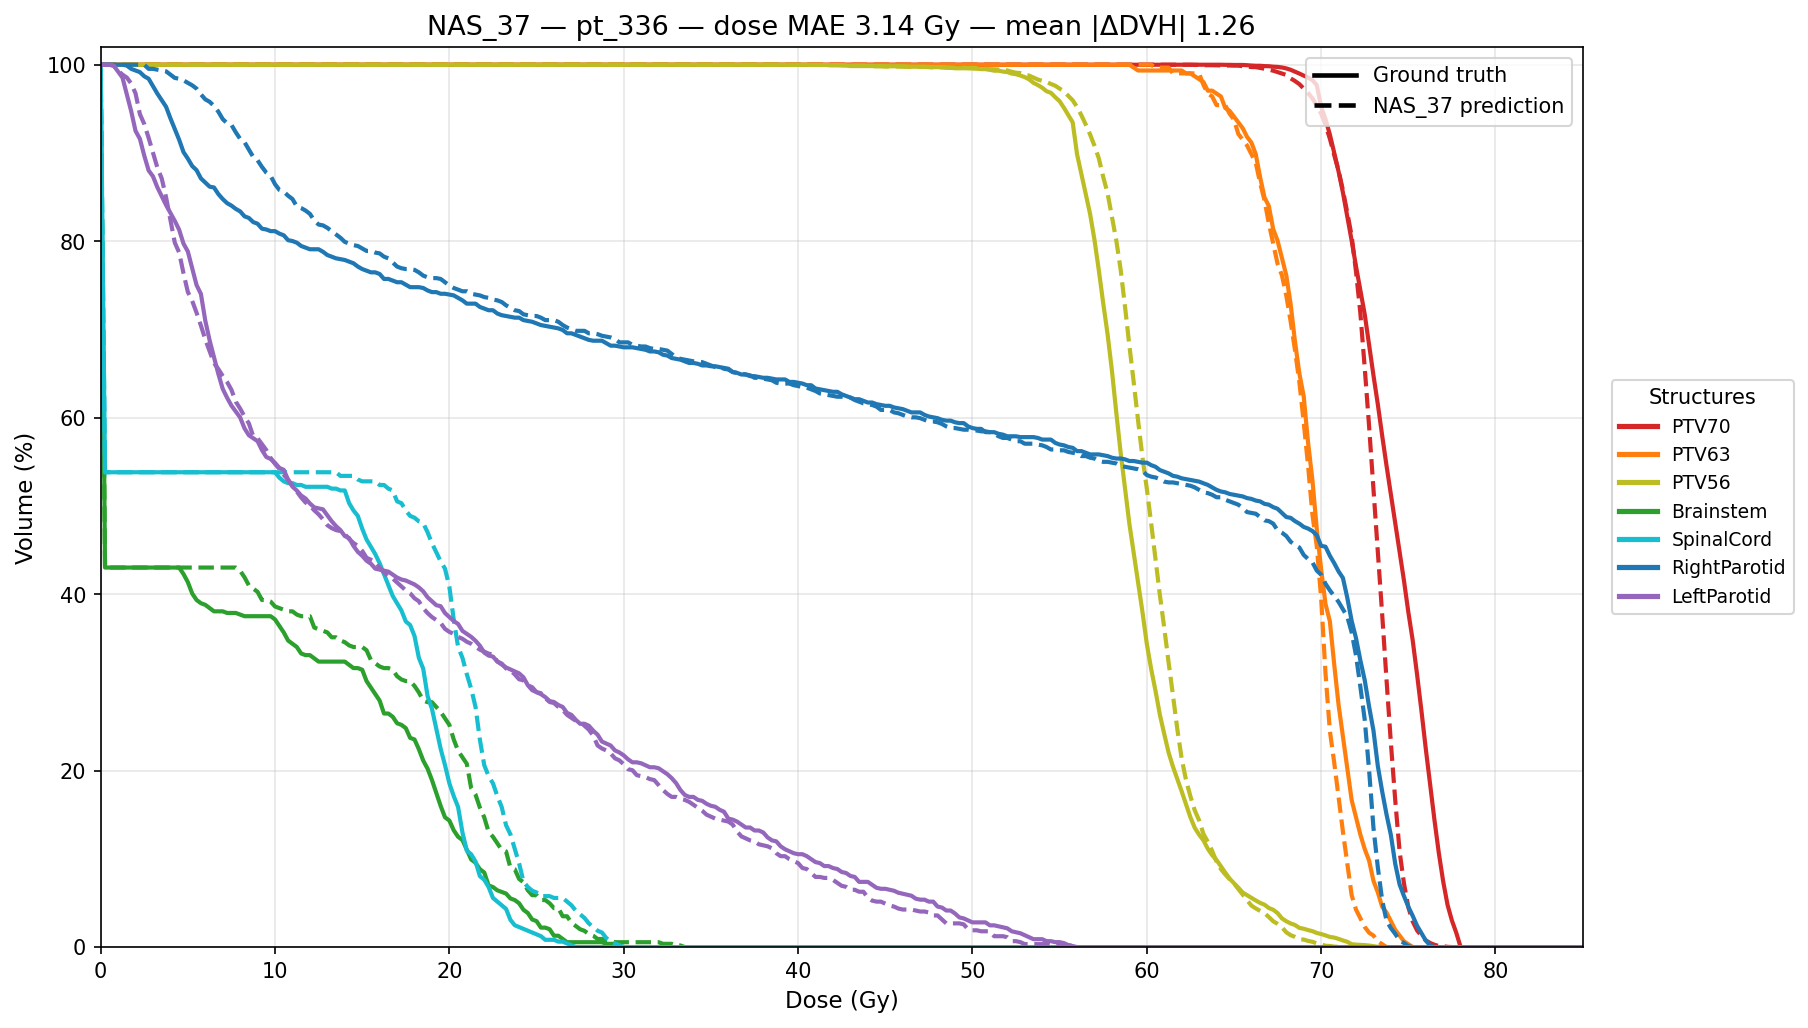 NAS_37 — pt_336 — dose MAE 3.14 Gy — mean |ΔDVH| 1.26
Ground truth
NAS_37 prediction
Volume (%)
100
80
60
40
20
0
0 10 20 30 40 50 60 70 80
Dose (Gy)
Structures
PTV70
PTV63
PTV56
Brainstem
SpinalCord
RightParotid
LeftParotid